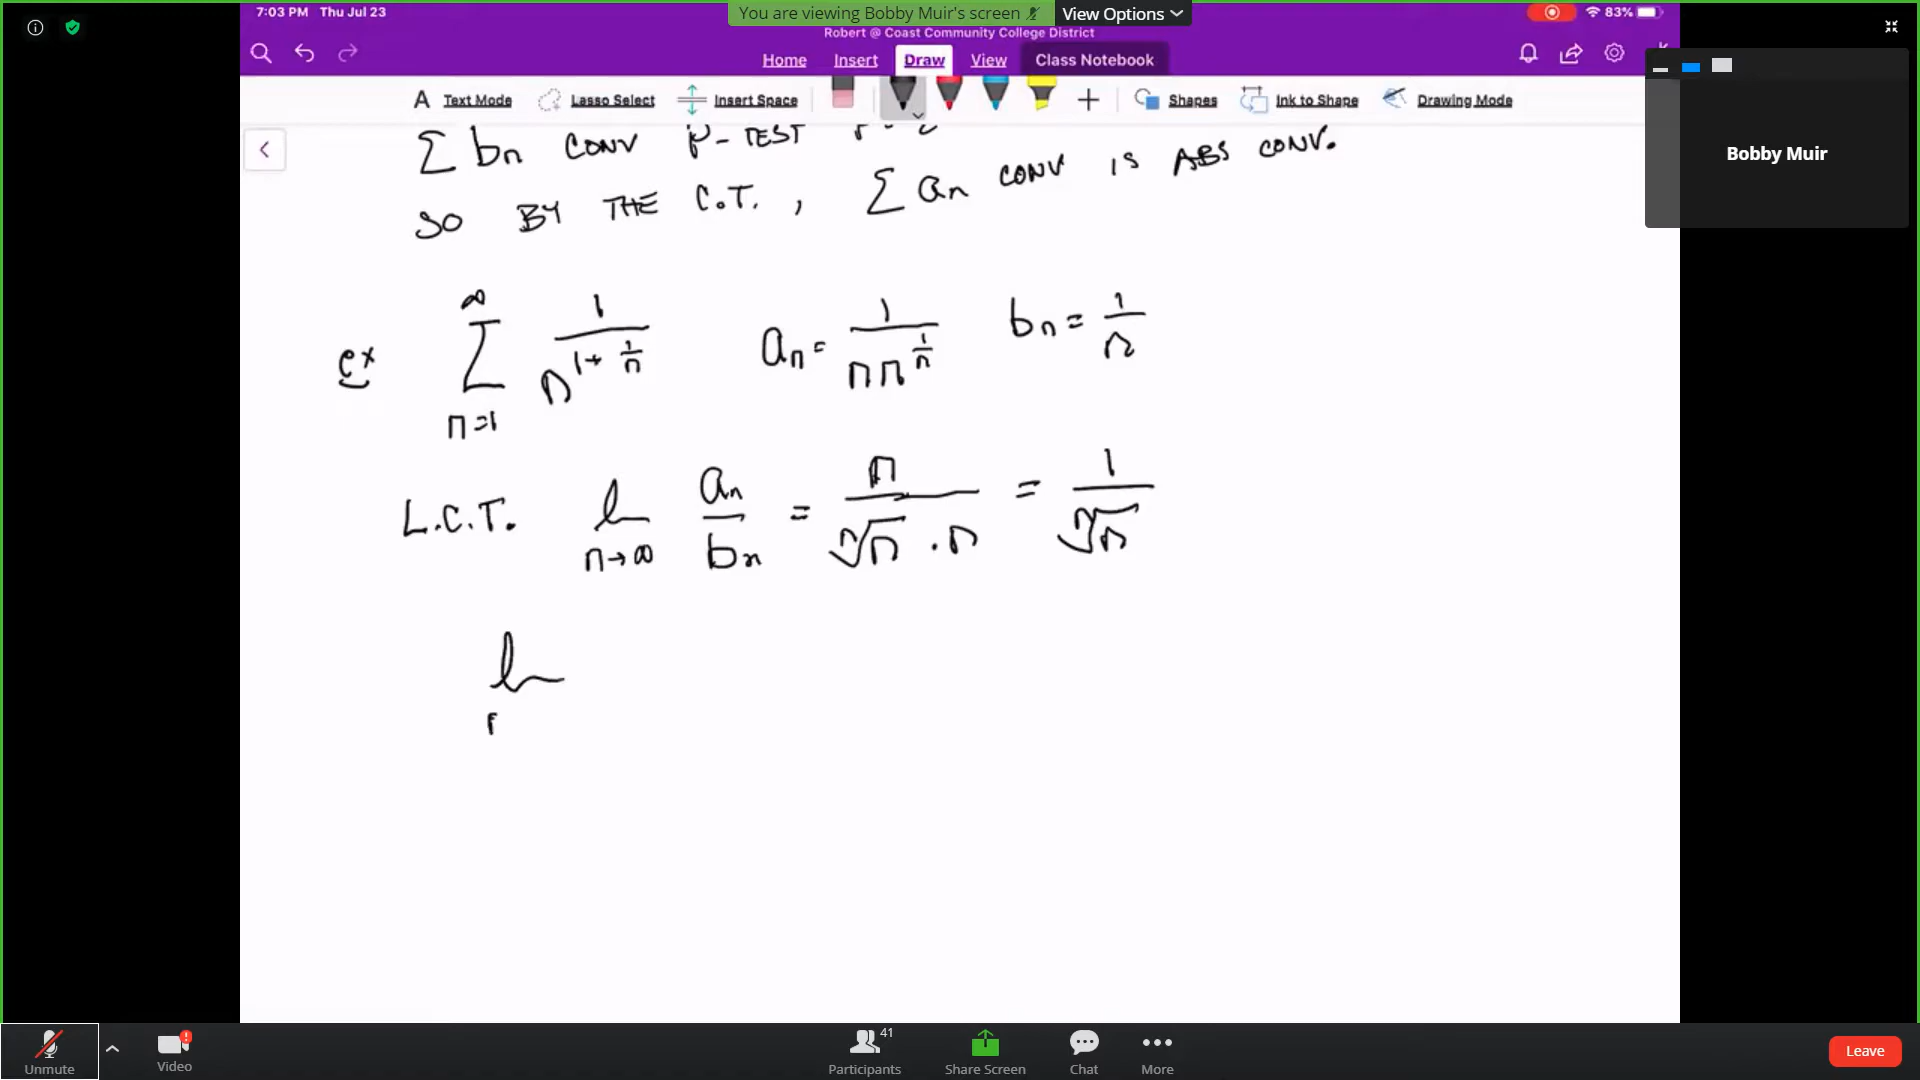 7:03 PM Thu Jul 23
You are viewing Bobby Muir's screen
View Options
83%
Robert @ Coast Community College District
Home Insert Draw View Class Notebook
Text Mode Lasso Select Insert Space Shapes Ink to Shape Drawing Mode
Bobby Muir
Σ bn CONV P-TEST
SO BY THE C.T., Σ an CONV IS ABS CONV.
ex ∞ Σ n=1 1/n^(1+1/n) an = 1/(n n^(1/n)) bn = 1/n
L.C.T. lim n→∞ an/bn = n/(ⁿ√n · n) = 1/ⁿ√n
lim
Unmute
Video
41
Participants
Share Screen
Chat
More
Leave